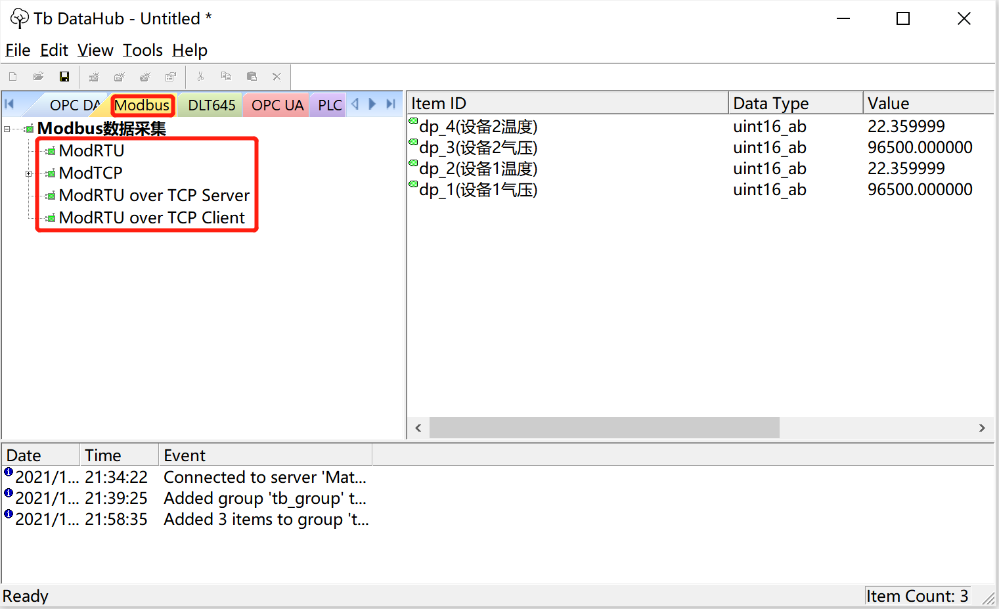 Tb DataHub - Untitled *
File Edit View Tools Help
OPC DA Modbus DLT645 OPC UA PLC
Modbus数据采集
ModRTU
ModTCP
ModRTU over TCP Server
ModRTU over TCP Client
Item ID Data Type Value
dp_4(设备2温度) uint16_ab 22.359999
dp_3(设备2气压) uint16_ab 96500.000000
dp_2(设备1温度) uint16_ab 22.359999
dp_1(设备1气压) uint16_ab 96500.000000
Date Time Event
2021/1... 21:34:22 Connected to server 'Mat...
2021/1... 21:39:25 Added group 'tb_group' t...
2021/1... 21:58:35 Added 3 items to group 't...
Ready Item Count: 3